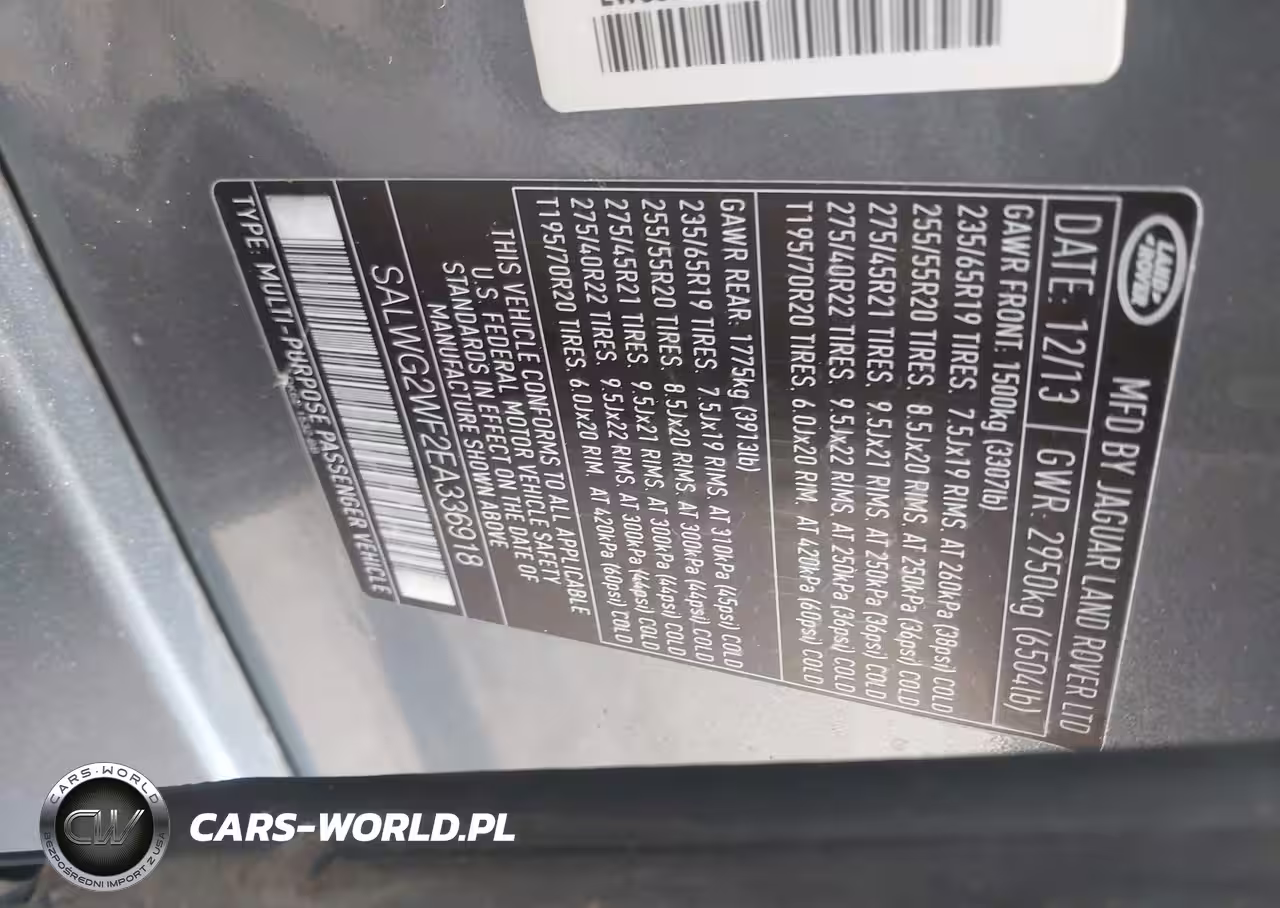 LAND
ROVER
MFD BY JAGUAR LAND ROVER LTD
DATE: 12/13 GWR: 2950kg (6504lb)
GAWR FRONT: 1500kg (3307lb)
235/65R19 TIRES. 7.5Jx19 RIMS. AT 260kPa (38psi) COLD
255/55R20 TIRES. 8.5Jx20 RIMS. AT 250kPa (36psi) COLD
275/45R21 TIRES. 9.5Jx21 RIMS. AT 250kPa (36psi) COLD
275/40R22 TIRES. 9.5Jx22 RIMS. AT 250kPa (36psi) COLD
T195/70R20 TIRES. 6.0Jx20 RIM. AT 420kPa (60psi) COLD
GAWR REAR: 1775kg (3913lb)
235/65R19 TIRES. 7.5Jx19 RIMS. AT 310kPa (45psi) COLD
255/55R20 TIRES. 8.5Jx20 RIMS. AT 300kPa (44psi) COLD
275/45R21 TIRES. 9.5Jx21 RIMS. AT 300kPa (44psi) COLD
275/40R22 TIRES. 9.5Jx22 RIMS. AT 300kPa (44psi) COLD
T195/70R20 TIRES. 6.0Jx20 RIM. AT 420kPa (60psi) COLD
THIS VEHICLE CONFORMS TO ALL APPLICABLE
U.S. FEDERAL MOTOR VEHICLE SAFETY
STANDARDS IN EFFECT ON THE DATE OF
MANUFACTURE SHOWN ABOVE
SALWG2WF2EA336918
TYPE: MULTI-PURPOSE PASSENGER VEHICLE
CARS-WORLD
CW
BEZPOŚREDNI IMPORT Z USA
CARS-WORLD.PL